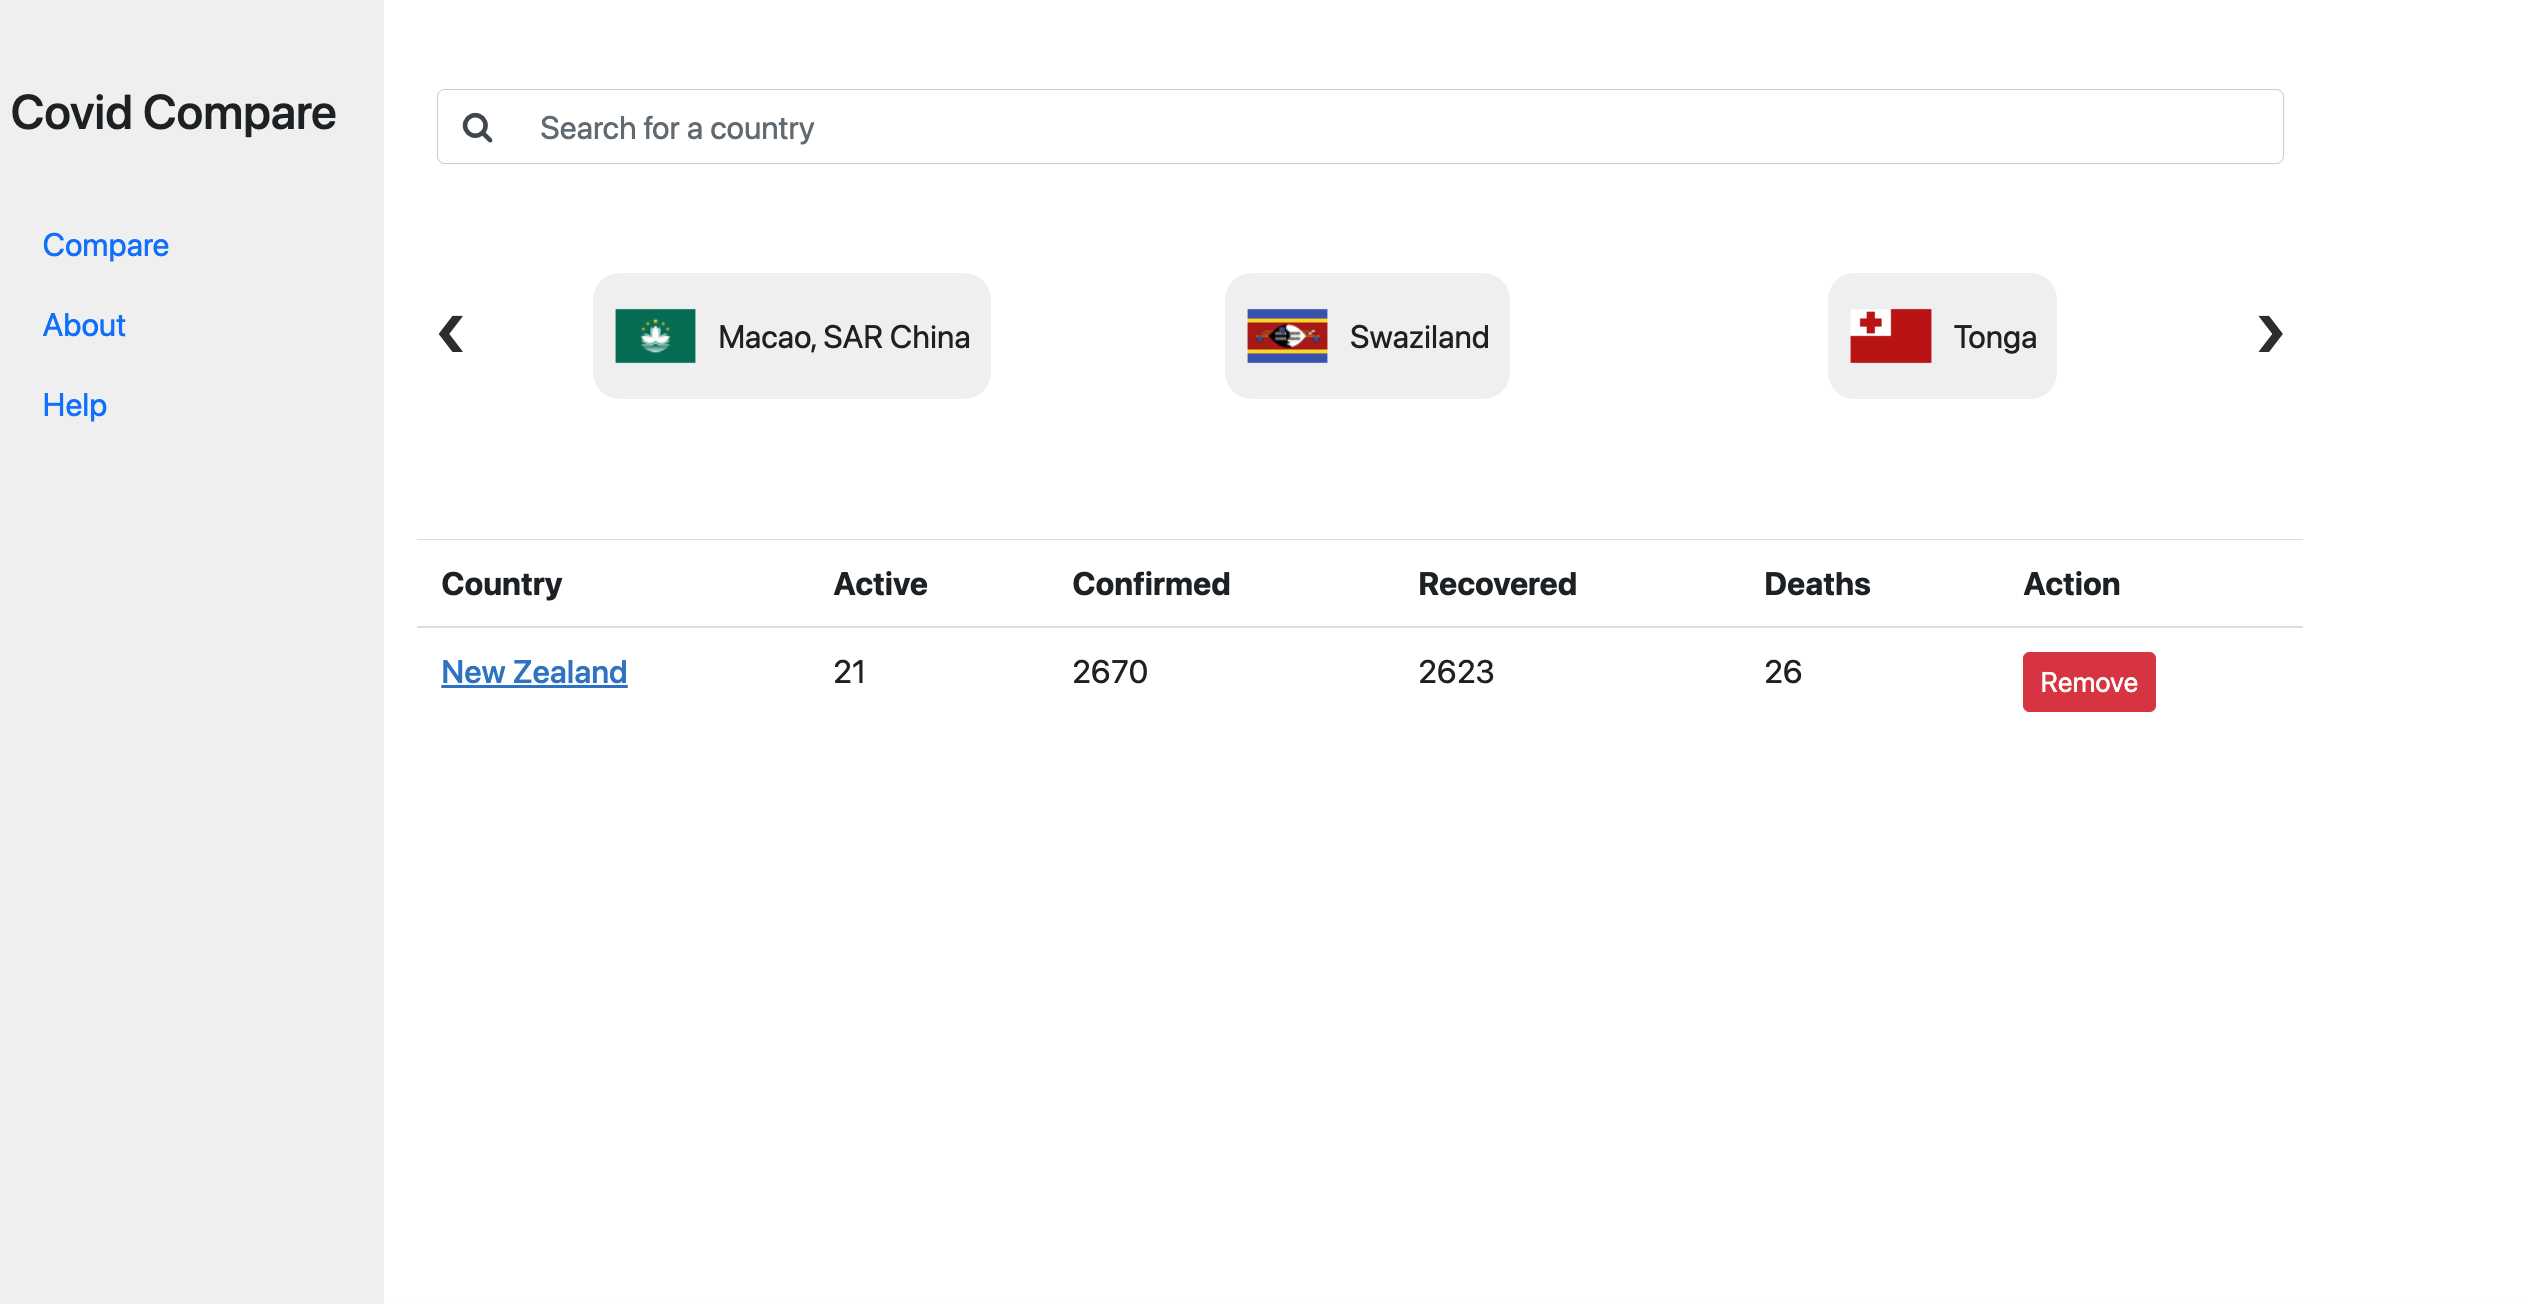 Covid Compare
Compare
About
Help
Search for a country
Macao, SAR China
Swaziland
Tonga
Country Active Confirmed Recovered Deaths Action
New Zealand 21 2670 2623 26 Remove